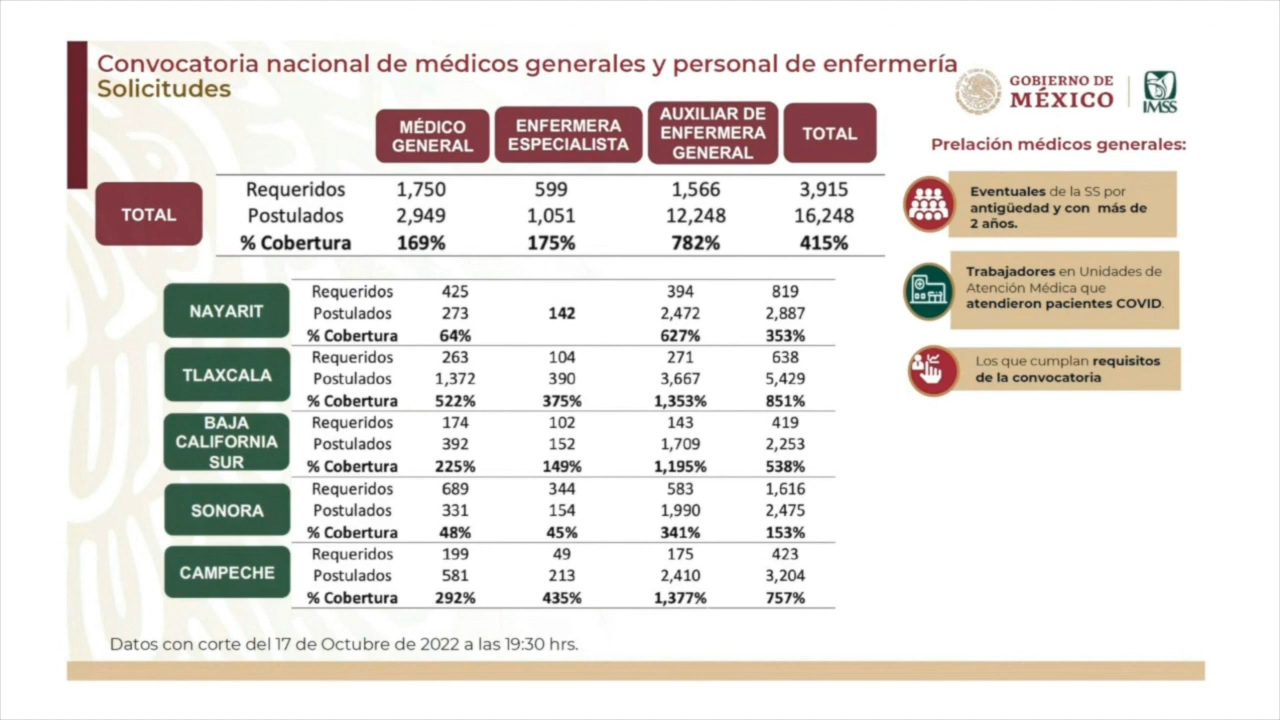 Convocatoria nacional de médicos generales y personal de enfermería
Solicitudes
GOBIERNO DE
MÉXICO
IMSS
MÉDICO
GENERAL
ENFERMERA
ESPECIALISTA
AUXILIAR DE
ENFERMERA
GENERAL
TOTAL
TOTAL
Requeridos 1,750 599 1,566 3,915
Postulados 2,949 1,051 12,248 16,248
% Cobertura 169% 175% 782% 415%
NAYARIT
Requeridos 425 394 819
Postulados 273 142 2,472 2,887
% Cobertura 64% 627% 353%
TLAXCALA
Requeridos 263 104 271 638
Postulados 1,372 390 3,667 5,429
% Cobertura 522% 375% 1,353% 851%
BAJA
CALIFORNIA
SUR
Requeridos 174 102 143 419
Postulados 392 152 1,709 2,253
% Cobertura 225% 149% 1,195% 538%
SONORA
Requeridos 689 344 583 1,616
Postulados 331 154 1,990 2,475
% Cobertura 48% 45% 341% 153%
CAMPECHE
Requeridos 199 49 175 423
Postulados 581 213 2,410 3,204
% Cobertura 292% 435% 1,377% 757%
Prelación médicos generales:
Eventuales de la SS por
antigüedad y con más de
2 años.
Trabajadores en Unidades de
Atención Médica que
atendieron pacientes COVID.
Los que cumplan requisitos
de la convocatoria
Datos con corte del 17 de Octubre de 2022 a las 19:30 hrs.